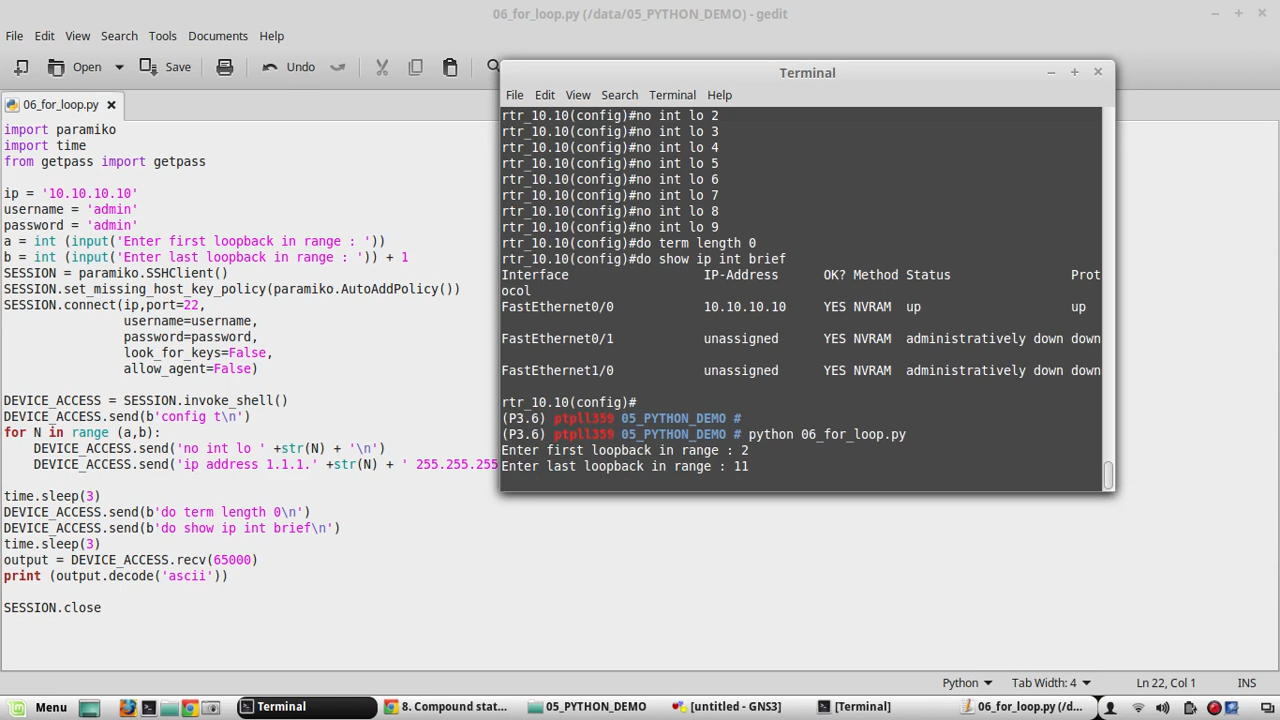 06_for_loop.py (/data/05_PYTHON_DEMO) - gedit
File Edit View Search Tools Documents Help
Open Save Undo
06_for_loop.py
import paramiko
import time
from getpass import getpass
ip = '10.10.10.10'
username = 'admin'
password = 'admin'
a = int (input('Enter first loopback in range : '))
b = int (input('Enter last loopback in range : ')) + 1
SESSION = paramiko.SSHClient()
SESSION.set_missing_host_key_policy(paramiko.AutoAddPolicy())
SESSION.connect(ip,port=22,
username=username,
password=password,
look_for_keys=False,
allow_agent=False)
DEVICE_ACCESS = SESSION.invoke_shell()
DEVICE_ACCESS.send(b'config t\n')
for N in range (a,b):
DEVICE_ACCESS.send('no int lo ' +str(N) + '\n')
DEVICE_ACCESS.send('ip address 1.1.1.' +str(N) + ' 255.255.255
time.sleep(3)
DEVICE_ACCESS.send(b'do term length 0\n')
DEVICE_ACCESS.send(b'do show ip int brief\n')
time.sleep(3)
output = DEVICE_ACCESS.recv(65000)
print (output.decode('ascii'))
SESSION.close
Terminal
File Edit View Search Terminal Help
rtr_10.10(config)#no int lo 2
rtr_10.10(config)#no int lo 3
rtr_10.10(config)#no int lo 4
rtr_10.10(config)#no int lo 5
rtr_10.10(config)#no int lo 6
rtr_10.10(config)#no int lo 7
rtr_10.10(config)#no int lo 8
rtr_10.10(config)#no int lo 9
rtr_10.10(config)#do term length 0
rtr_10.10(config)#do show ip int brief
Interface IP-Address OK? Method Status Prot
ocol
FastEthernet0/0 10.10.10.10 YES NVRAM up up
FastEthernet0/1 unassigned YES NVRAM administratively down down
FastEthernet1/0 unassigned YES NVRAM administratively down down
rtr_10.10(config)#
(P3.6) ptpll359 05_PYTHON_DEMO #
(P3.6) ptpll359 05_PYTHON_DEMO # python 06_for_loop.py
Enter first loopback in range : 2
Enter last loopback in range : 11
Python Tab Width: 4 Ln 22, Col 1 INS
Menu Terminal 8. Compound stat... 05_PYTHON_DEMO [untitled - GNS3] [Terminal] 06_for_loop.py (/d...